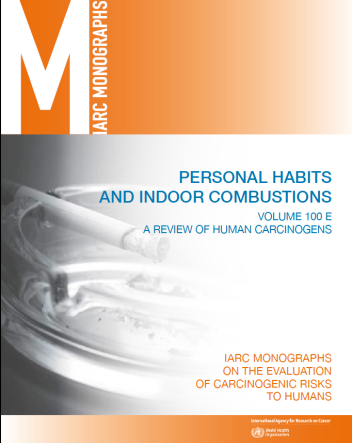 IARC MONOGRAPHS
PERSONAL HABITS
AND INDOOR COMBUSTIONS
VOLUME 100 E
A REVIEW OF HUMAN CARCINOGENS
IARC MONOGRAPHS
ON THE EVALUATION
OF CARCINOGENIC RISKS
TO HUMANS
International Agency for Research on Cancer
World Health
Organization